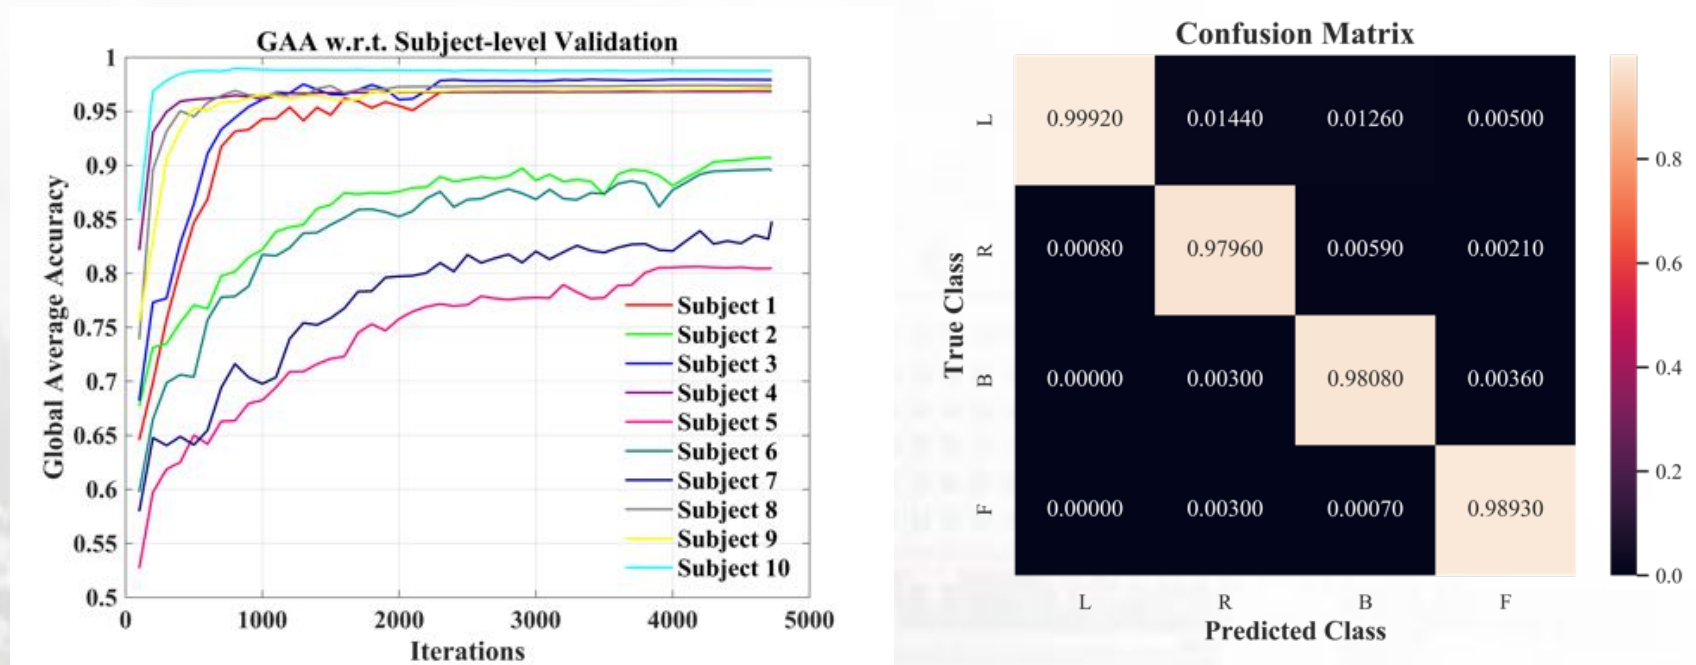 GAA w.r.t. Subject-level Validation
Global Average Accuracy
1
0.95
0.9
0.85
0.8
0.75
0.7
0.65
0.6
0.55
0.5
0 1000 2000 3000 4000 5000
Iterations
Subject 1
Subject 2
Subject 3
Subject 4
Subject 5
Subject 6
Subject 7
Subject 8
Subject 9
Subject 10
Confusion Matrix
True Class
L 0.99920 0.01440 0.01260 0.00500
R 0.00080 0.97960 0.00590 0.00210
B 0.00000 0.00300 0.98080 0.00360
F 0.00000 0.00300 0.00070 0.98930
L R B F
Predicted Class
0.8
0.6
0.4
0.2
0.0